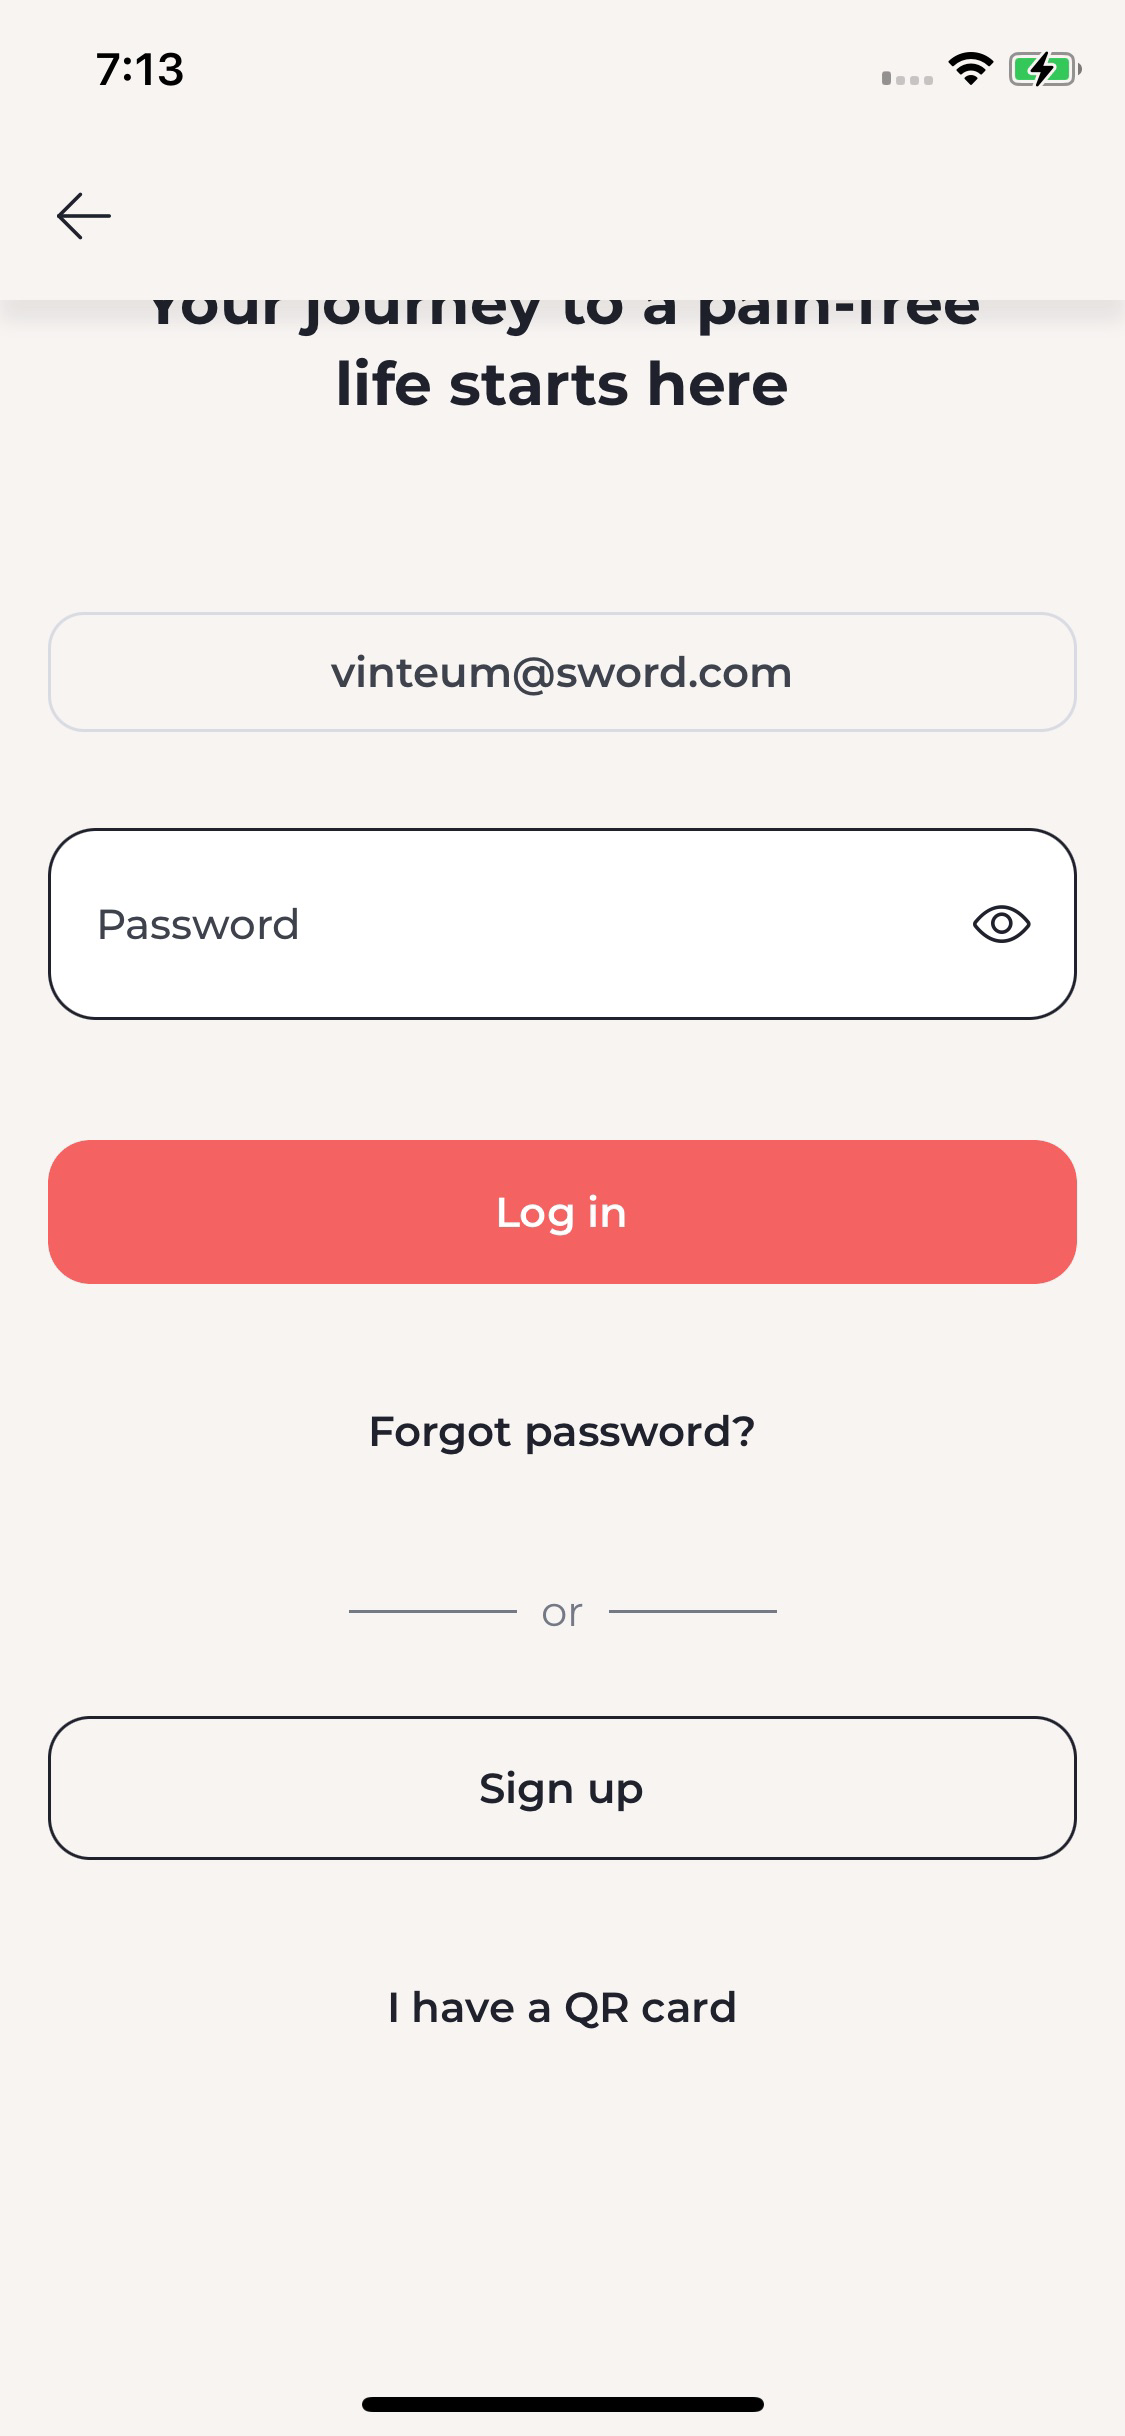 7:13
Your journey to a pain-free
life starts here
vinteum@sword.com
Password
Log in
Forgot password?
or
Sign up
I have a QR card